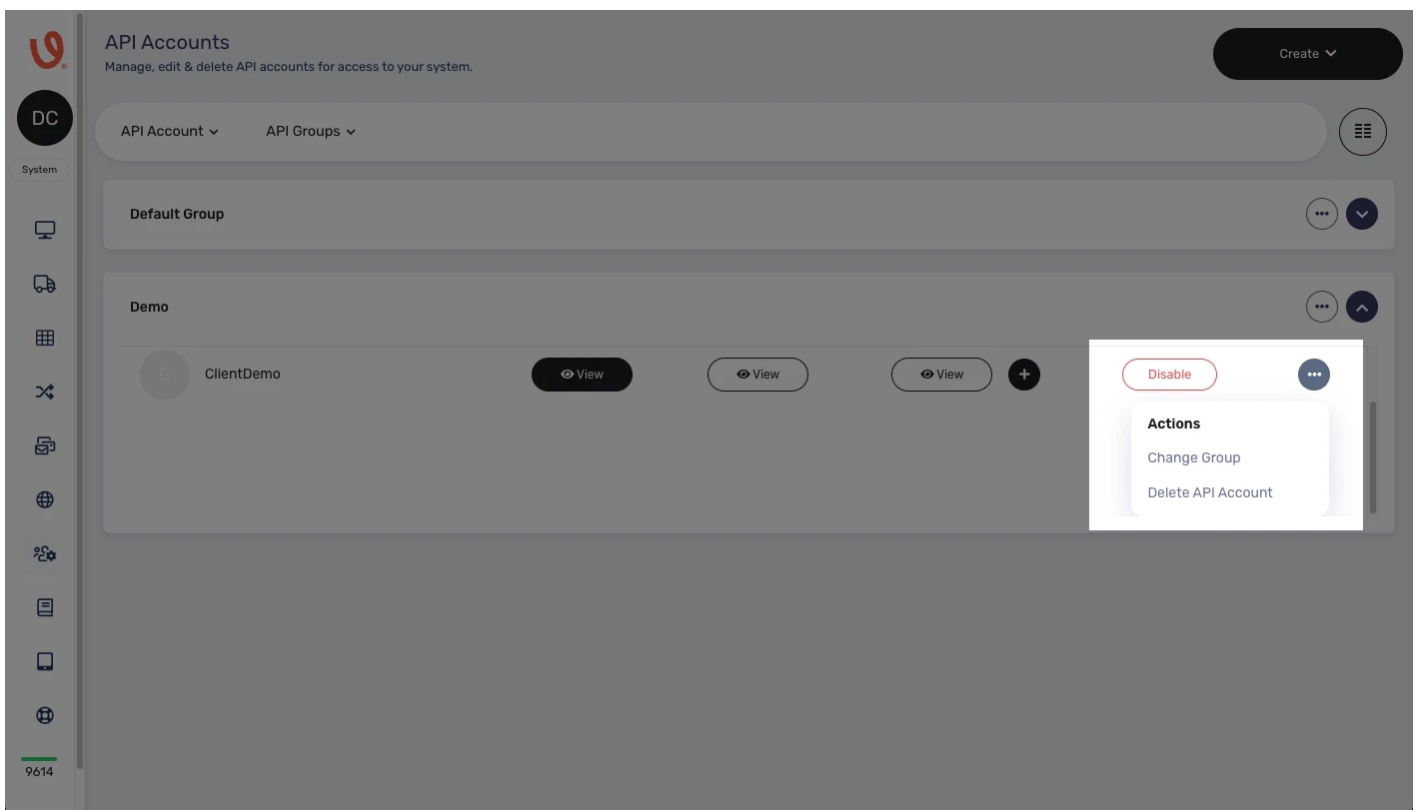 API Accounts
Manage, edit & delete API accounts for access to your system.
Create
DC
System
API Account
API Groups
Default Group
Demo
C
ClientDemo
View
View
View
Disable
Actions
Change Group
Delete API Account
9614